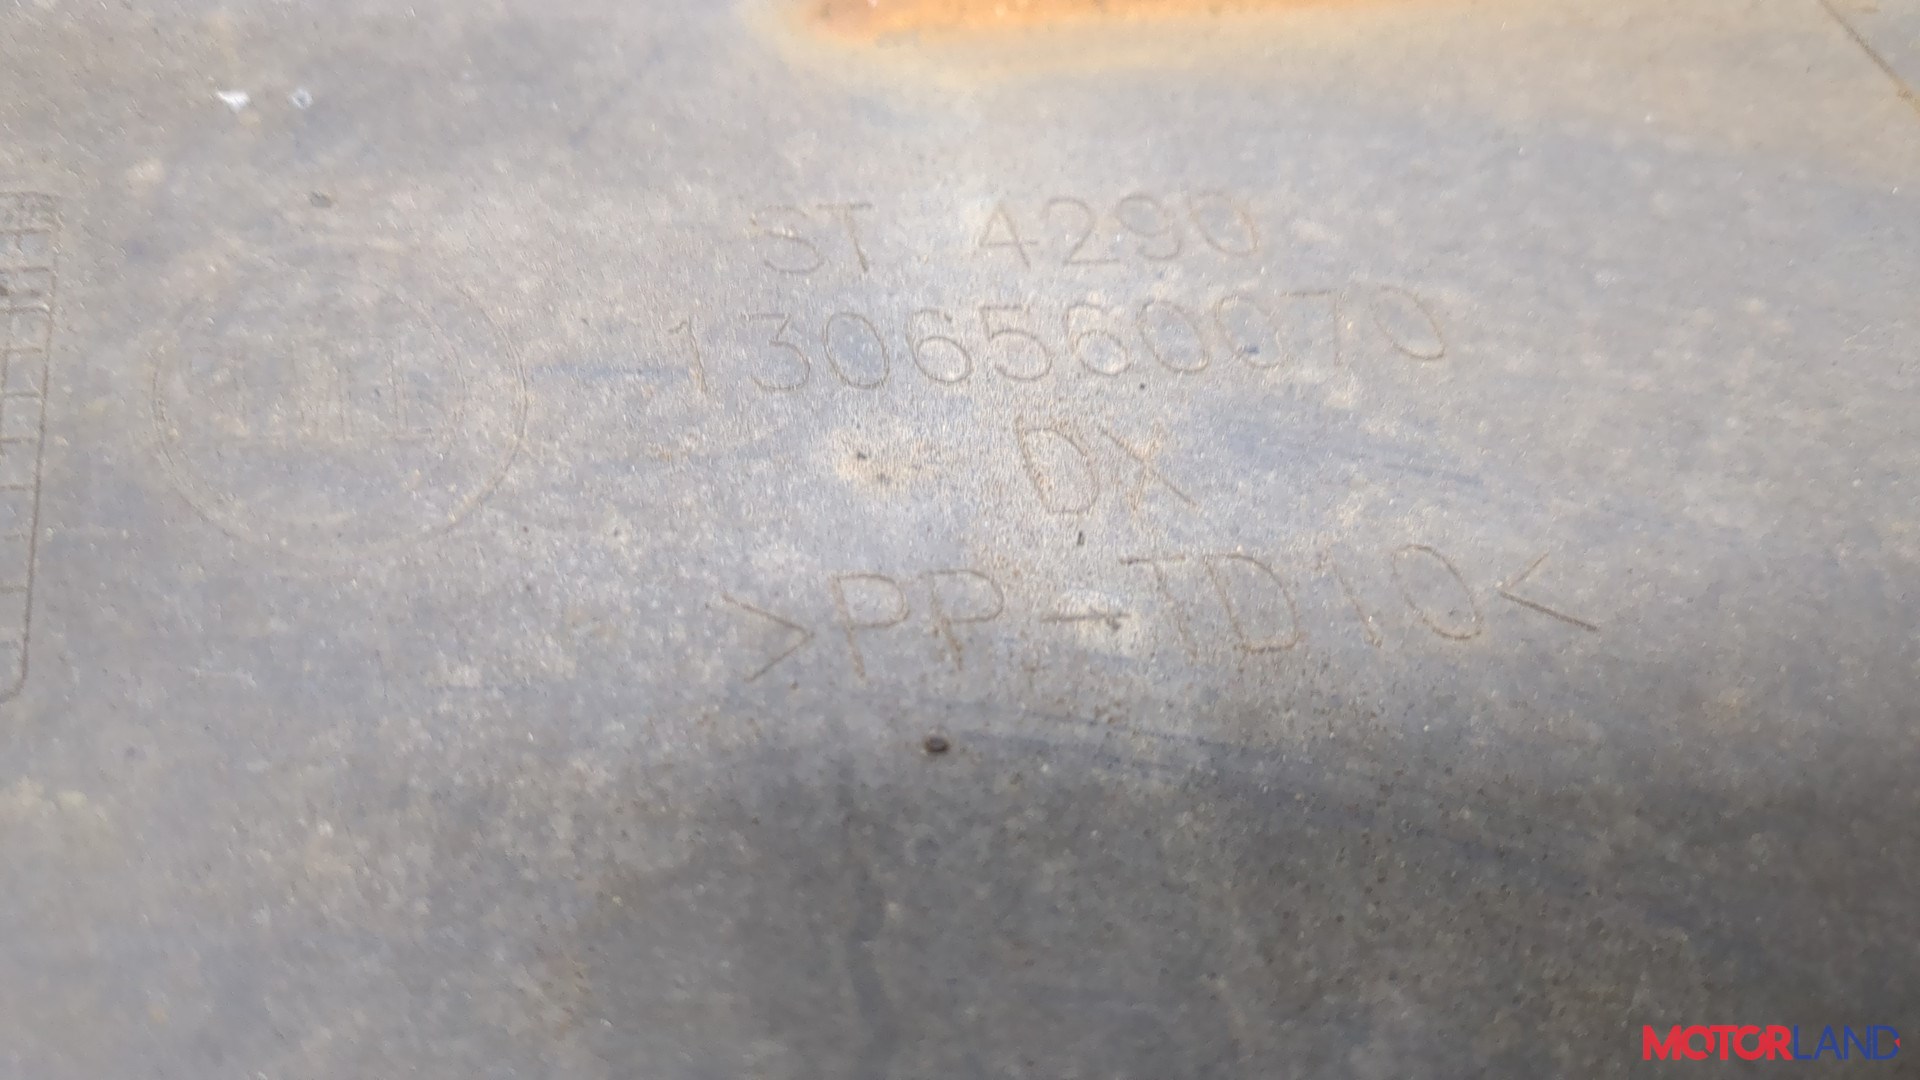 ST A290
1306560070
DX
>PP-TD10<
MOTORLAND